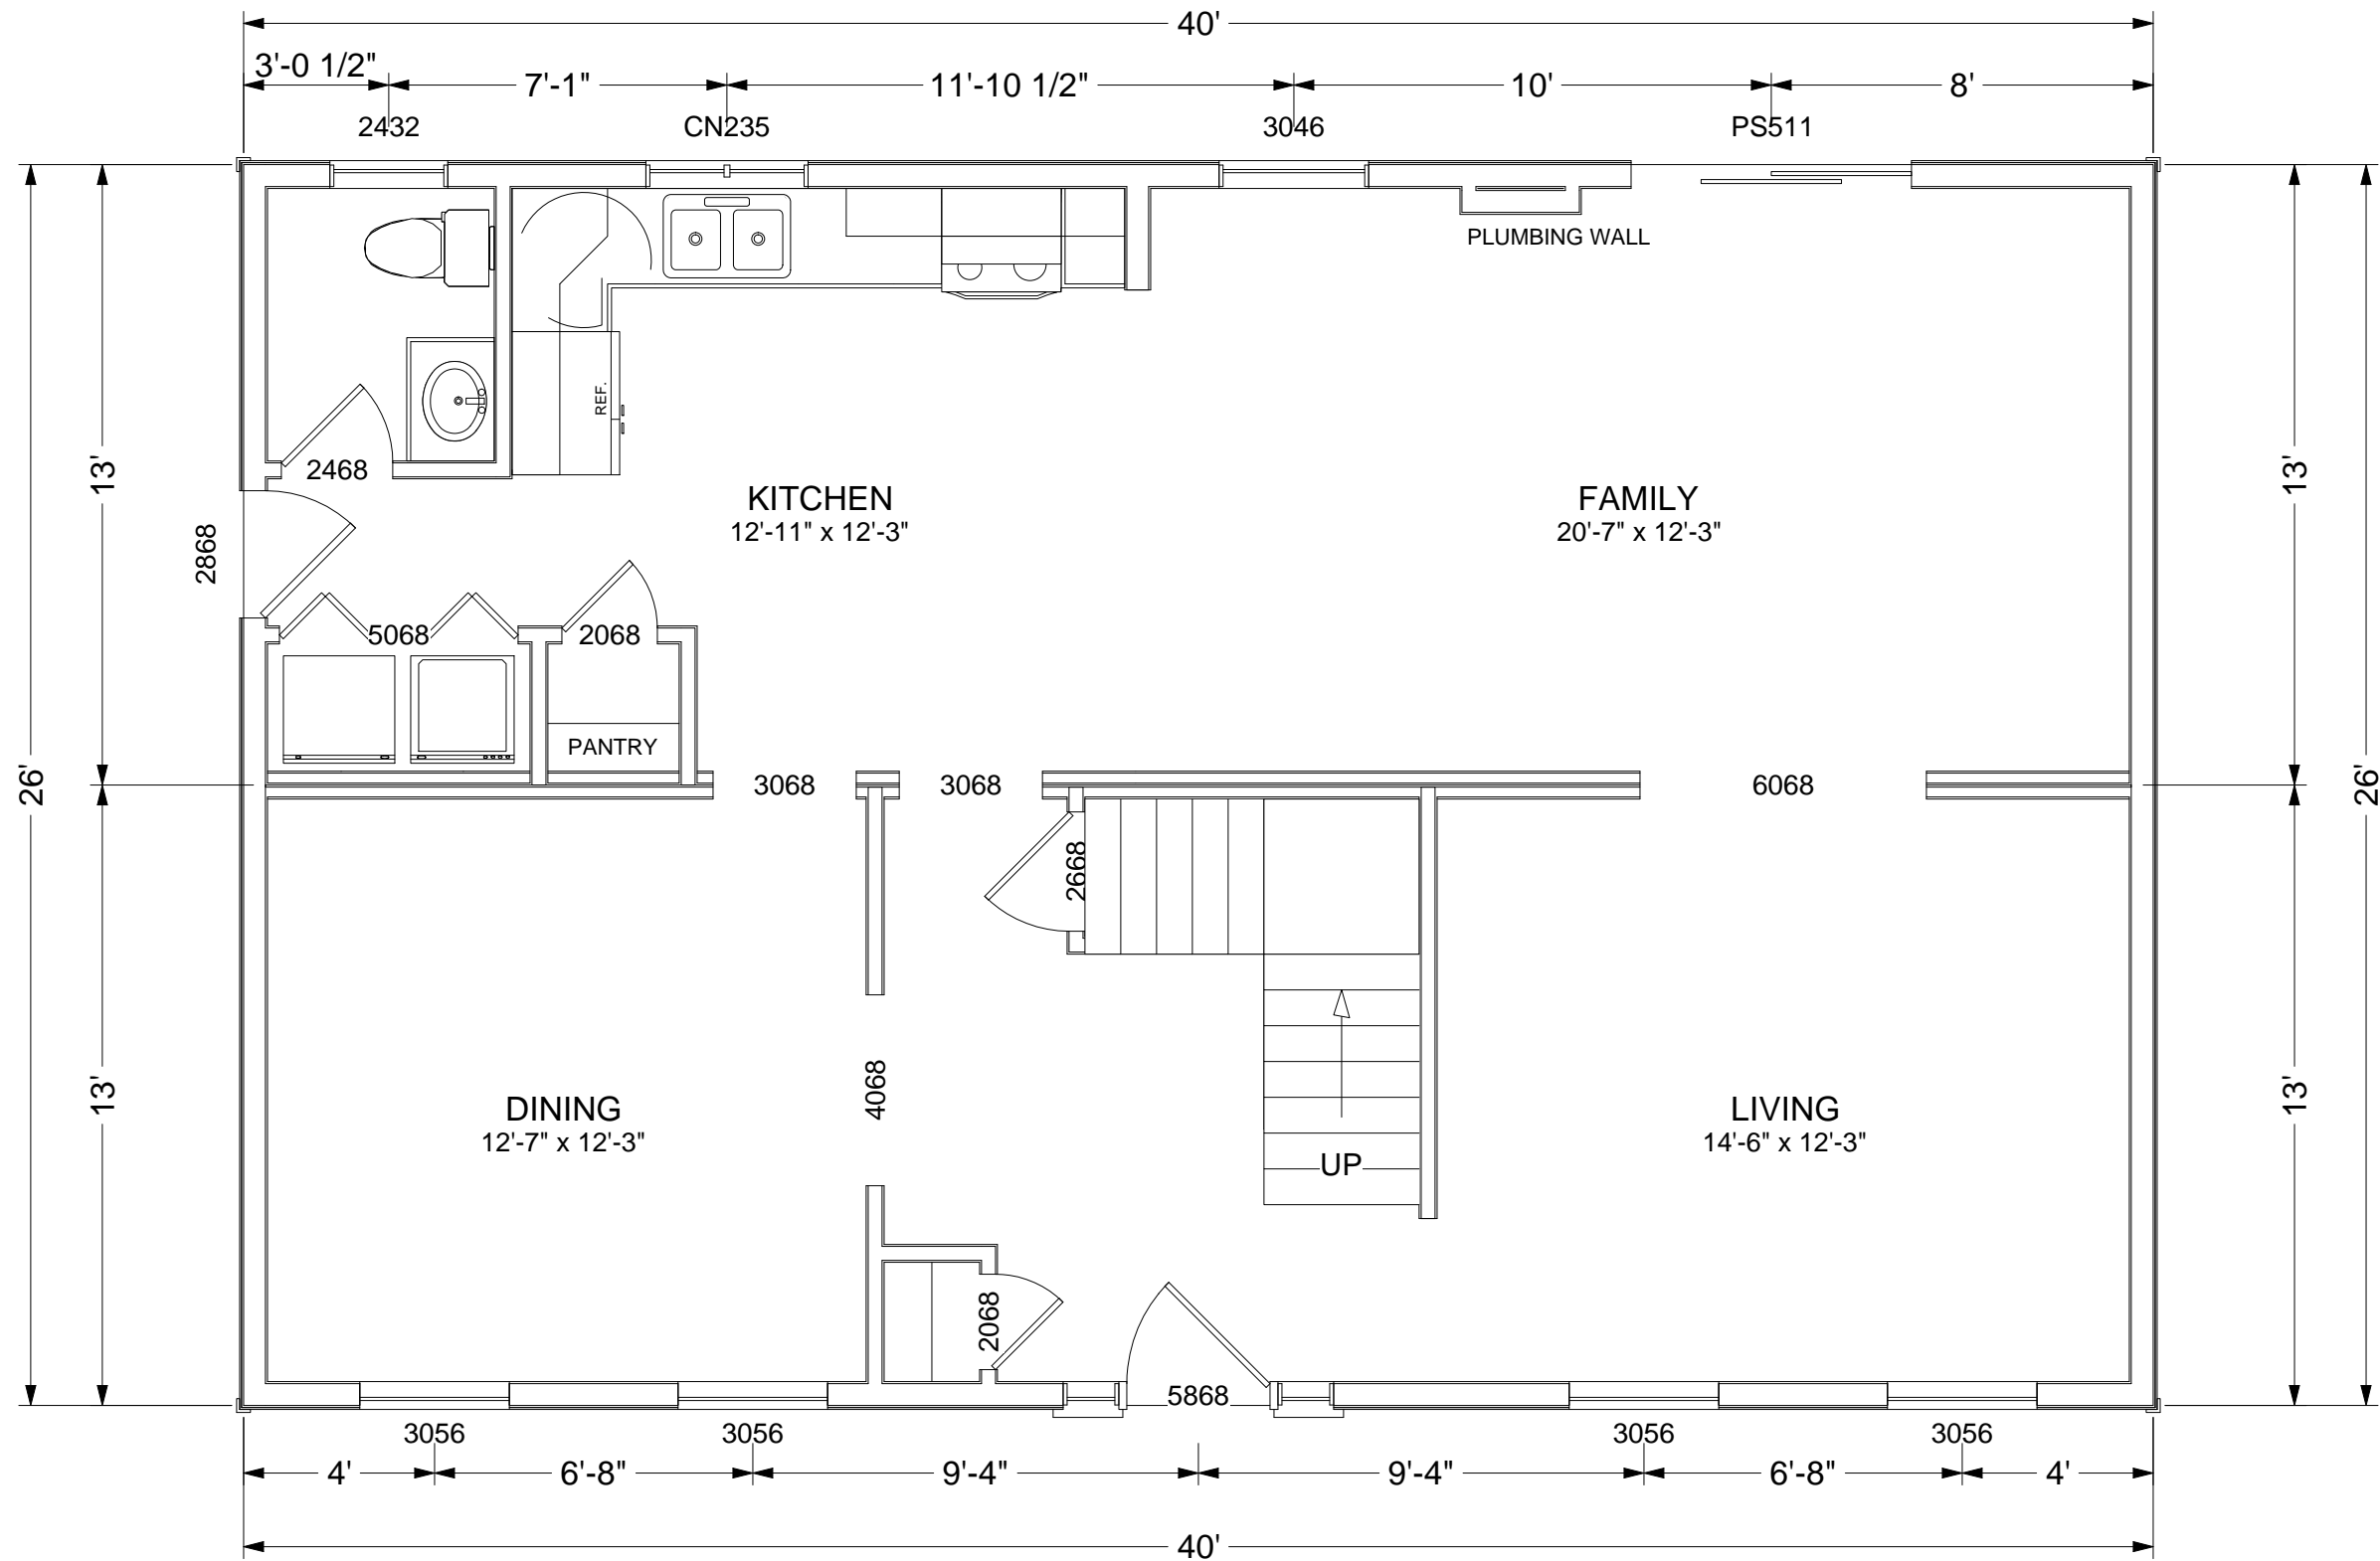 40'
3'-0 1/2"
7'-1"
11'-10 1/2"
10'
8'
2432
CN235
3046
PS511
PLUMBING WALL
REF.
2468
13'
13'
KITCHEN
12'-11" x 12'-3"
FAMILY
20'-7" x 12'-3"
2868
5068
2068
PANTRY
26'
3068
3068
6068
26'
2668
13'
DINING
12'-7" x 12'-3"
4068
LIVING
14'-6" x 12'-3"
13'
UP
2068
5868
3056
3056
3056
3056
4'
6'-8"
9'-4"
9'-4"
6'-8"
4'
40'